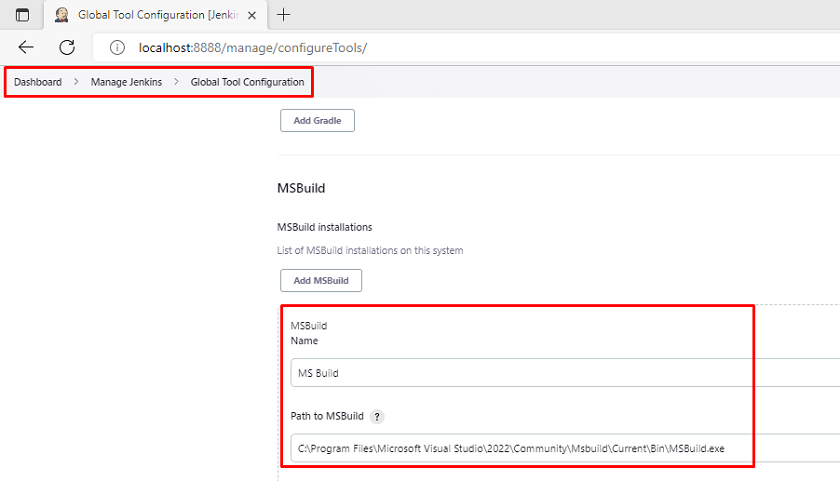 Global Tool Configuration [Jenki
localhost:8888/manage/configureTools/
Dashboard > Manage Jenkins > Global Tool Configuration
Add Gradle
MSBuild
MSBuild installations
List of MSBuild installations on this system
Add MSBuild
MSBuild
Name
MS Build
Path to MSBuild ?
C:\Program Files\Microsoft Visual Studio\2022\Community\Msbuild\Current\Bin\MSBuild.exe